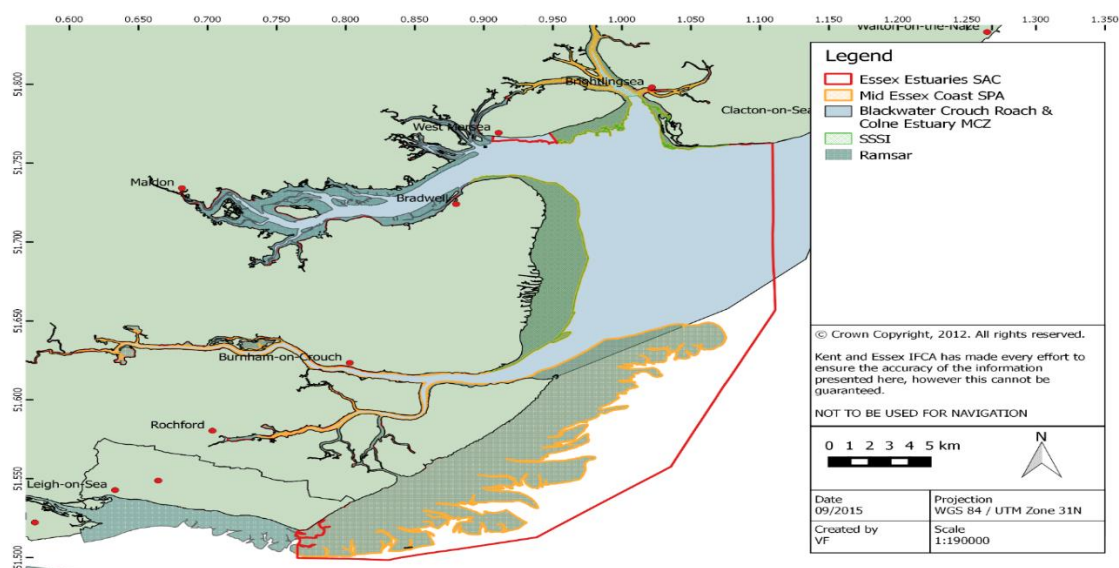 0.600 0.650 0.700 0.750 0.800 0.850 0.900 0.950 1.000 1.050 1.100 1.150 1.200 1.250 1.300 1.350
Walton-on-the-Naze
51.800
Brightlingsea
Clacton-on-Sea
West Mersea
51.750
Maldon
Bradwell
51.700
51.650
Burnham-on-Crouch
51.600
Rochford
51.550
Leigh-on-Sea
51.500
Legend
Essex Estuaries SAC
Mid Essex Coast SPA
Blackwater Crouch Roach &
Colne Estuary MCZ
SSSI
Ramsar
© Crown Copyright, 2012. All rights reserved.
Kent and Essex IFCA has made every effort to
ensure the accuracy of the information
presented here, however this cannot be
guaranteed.
NOT TO BE USED FOR NAVIGATION
0 1 2 3 4 5 km
N
Date
09/2015
Projection
WGS 84 / UTM Zone 31N
Created by
VF
Scale
1:190000